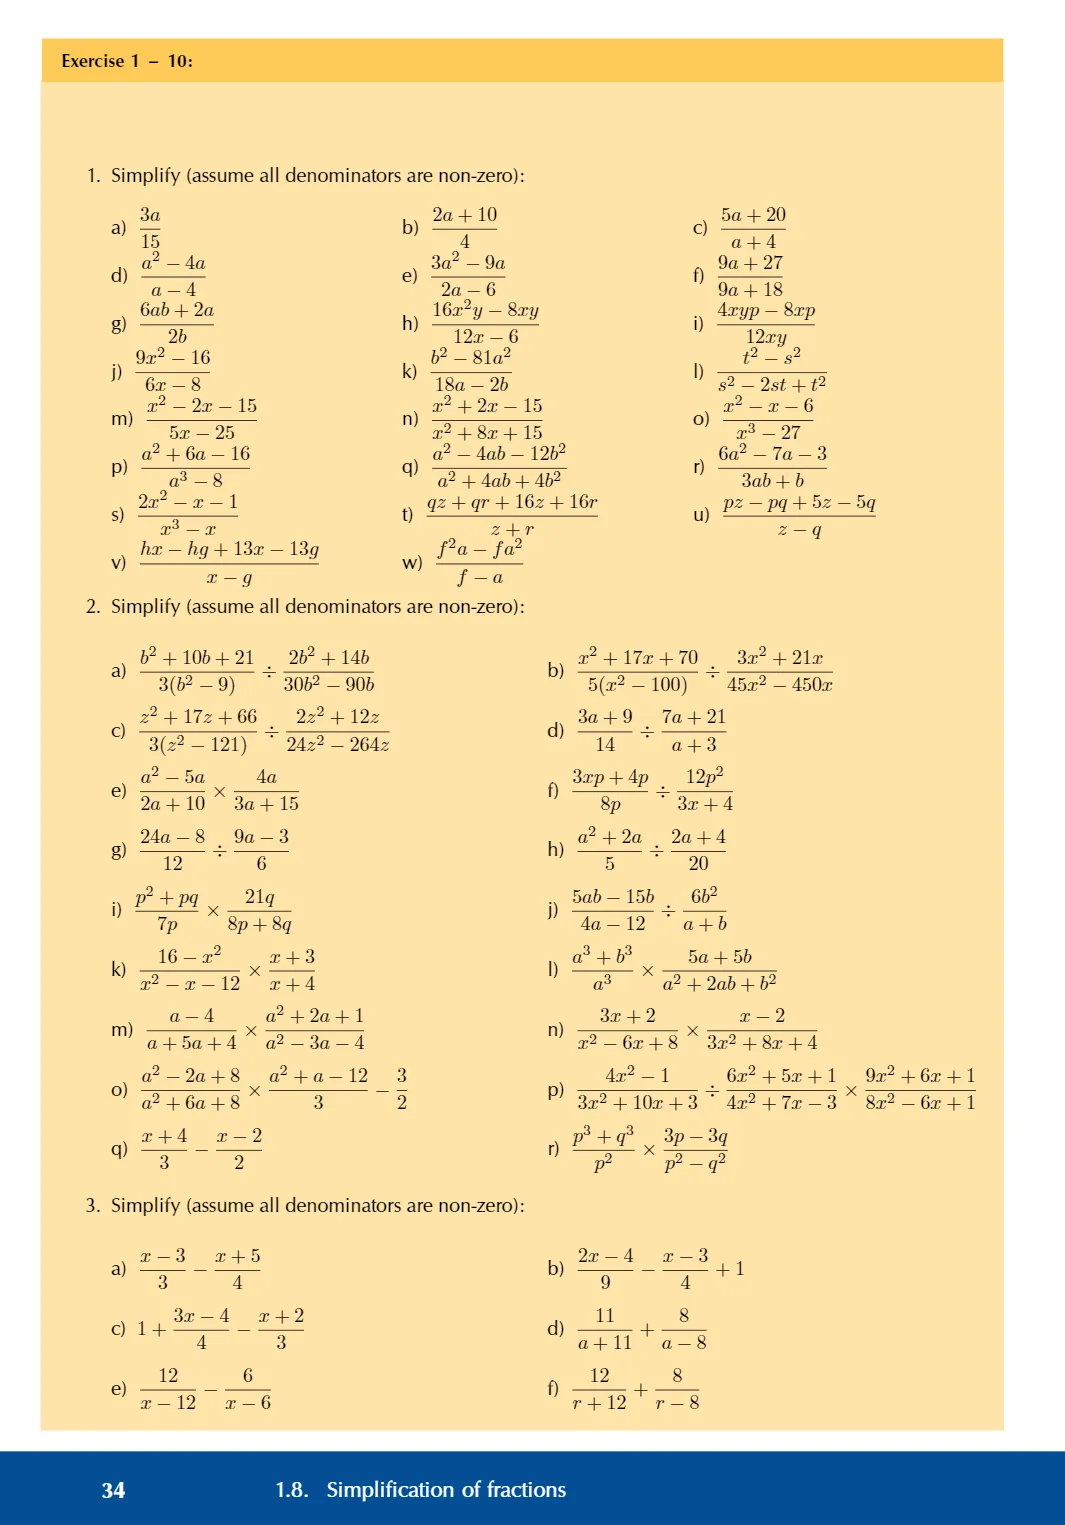 Exercise 1 – 10:
1. Simplify (assume all denominators are non-zero):
a) \frac{3a}{15} b) \frac{2a + 10}{4} c) \frac{5a + 20}{a + 4}
d) \frac{a^2 − 4a}{a − 4} e) \frac{3a^2 − 9a}{2a − 6} f) \frac{9a + 27}{9a + 18}
g) \frac{6ab + 2a}{2b} h) \frac{16x^2y − 8xy}{12x − 6} i) \frac{4xyp − 8xp}{12xy}
j) \frac{9x^2 − 16}{6x − 8} k) \frac{b^2 − 81a^2}{18a − 2b} l) \frac{t^2 − s^2}{s^2 − 2st + t^2}
m) \frac{x^2 − 2x − 15}{5x − 25} n) \frac{x^2 + 2x − 15}{x^2 + 8x + 15} o) \frac{x^2 − x − 6}{x^3 − 27}
p) \frac{a^2 + 6a − 16}{a^3 − 8} q) \frac{a^2 − 4ab − 12b^2}{a^2 + 4ab + 4b^2} r) \frac{6a^2 − 7a − 3}{3ab + b}
s) \frac{2x^2 − x − 1}{x^3 − x} t) \frac{qz + qr + 16z + 16r}{z + r} u) \frac{pz − pq + 5z − 5q}{z − q}
v) \frac{hx − hg + 13x − 13g}{x − g} w) \frac{f^2a − fa^2}{f − a}
2. Simplify (assume all denominators are non-zero):
a) \frac{b^2 + 10b + 21}{3(b^2 − 9)} ÷ \frac{2b^2 + 14b}{30b^2 − 90b} b) \frac{x^2 + 17x + 70}{5(x^2 − 100)} ÷ \frac{3x^2 + 21x}{45x^2 − 450x}
c) \frac{z^2 + 17z + 66}{3(z^2 − 121)} ÷ \frac{2z^2 + 12z}{24z^2 − 264z} d) \frac{3a + 9}{14} ÷ \frac{7a + 21}{a + 3}
e) \frac{a^2 − 5a}{2a + 10} × \frac{4a}{3a + 15} f) \frac{3xp + 4p}{8p} ÷ \frac{12p^2}{3x + 4}
g) \frac{24a − 8}{12} ÷ \frac{9a − 3}{6} h) \frac{a^2 + 2a}{5} ÷ \frac{2a + 4}{20}
i) \frac{p^2 + pq}{7p} × \frac{21q}{8p + 8q} j) \frac{5ab − 15b}{4a − 12} ÷ \frac{6b^2}{a + b}
k) \frac{16 − x^2}{x^2 − x − 12} × \frac{x + 3}{x + 4} l) \frac{a^3 + b^3}{a^3} × \frac{5a + 5b}{a^2 + 2ab + b^2}
m) \frac{a − 4}{a + 5a + 4} × \frac{a^2 + 2a + 1}{a^2 − 3a − 4} n) \frac{3x + 2}{x^2 − 6x + 8} × \frac{x − 2}{3x^2 + 8x + 4}
o) \frac{a^2 − 2a + 8}{a^2 + 6a + 8} × \frac{a^2 + a − 12}{3} − \frac{3}{2} p) \frac{4x^2 − 1}{3x^2 + 10x + 3} ÷ \frac{6x^2 + 5x + 1}{4x^2 + 7x − 3} × \frac{9x^2 + 6x + 1}{8x^2 − 6x + 1}
q) \frac{x + 4}{3} − \frac{x − 2}{2} r) \frac{p^3 + q^3}{p^2} × \frac{3p − 3q}{p^2 − q^2}
3. Simplify (assume all denominators are non-zero):
a) \frac{x − 3}{3} − \frac{x + 5}{4} b) \frac{2x − 4}{9} − \frac{x − 3}{4} + 1
c) 1 + \frac{3x − 4}{4} − \frac{x + 2}{3} d) \frac{11}{a + 11} + \frac{8}{a − 8}
e) \frac{12}{x − 12} − \frac{6}{x − 6} f) \frac{12}{r + 12} + \frac{8}{r − 8}
34 1.8. Simplification of fractions